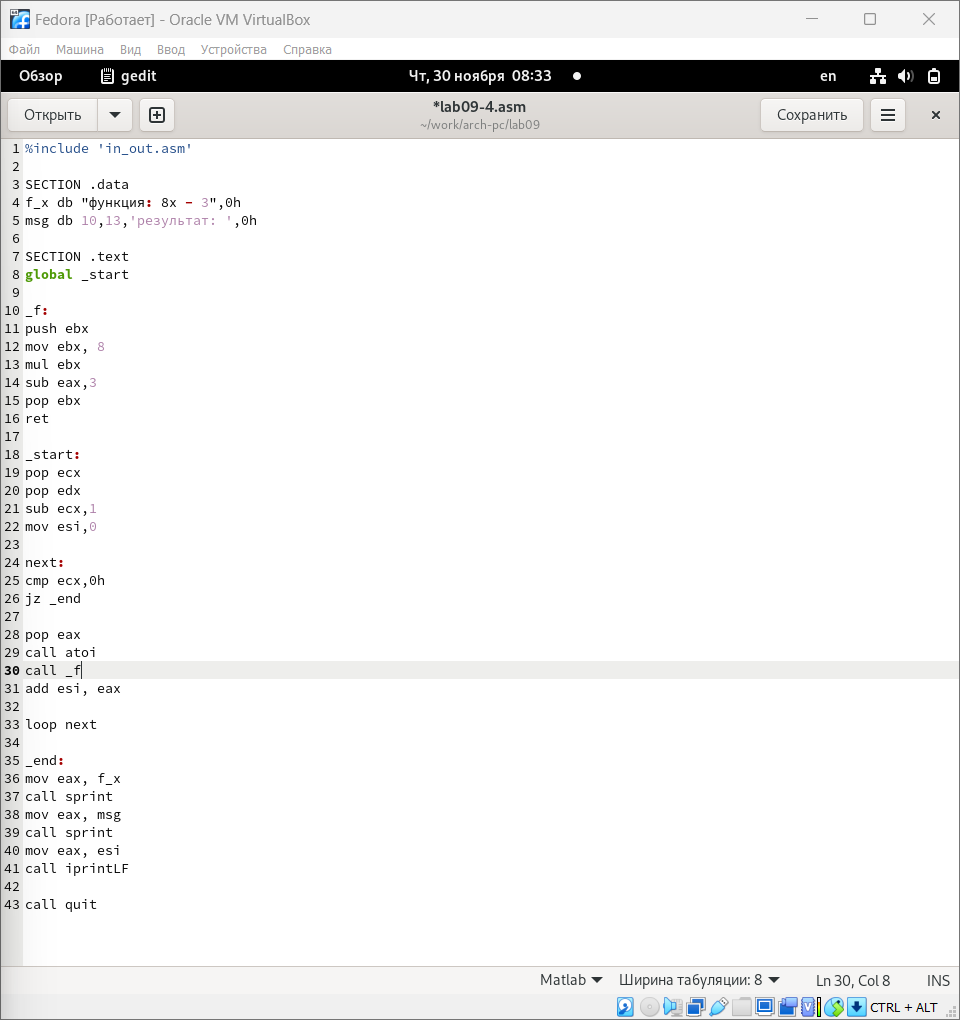 Fedora [Работает] - Oracle VM VirtualBox
Файл Машина Вид Ввод Устройства Справка
Обзор gedit Чт, 30 ноября 08:33 en
Открыть *lab09-4.asm Сохранить
~/work/arch-pc/lab09
1 %include 'in_out.asm'
2
3 SECTION .data
4 f_x db "функция: 8x - 3",0h
5 msg db 10,13,'результат: ',0h
6
7 SECTION .text
8 global _start
9
10 _f:
11 push ebx
12 mov ebx, 8
13 mul ebx
14 sub eax,3
15 pop ebx
16 ret
17
18 _start:
19 pop ecx
20 pop edx
21 sub ecx,1
22 mov esi,0
23
24 next:
25 cmp ecx,0h
26 jz _end
27
28 pop eax
29 call atoi
30 call _f
31 add esi, eax
32
33 loop next
34
35 _end:
36 mov eax, f_x
37 call sprint
38 mov eax, msg
39 call sprint
40 mov eax, esi
41 call iprintLF
42
43 call quit
Matlab Ширина табуляции: 8 Ln 30, Col 8 INS
CTRL + ALT